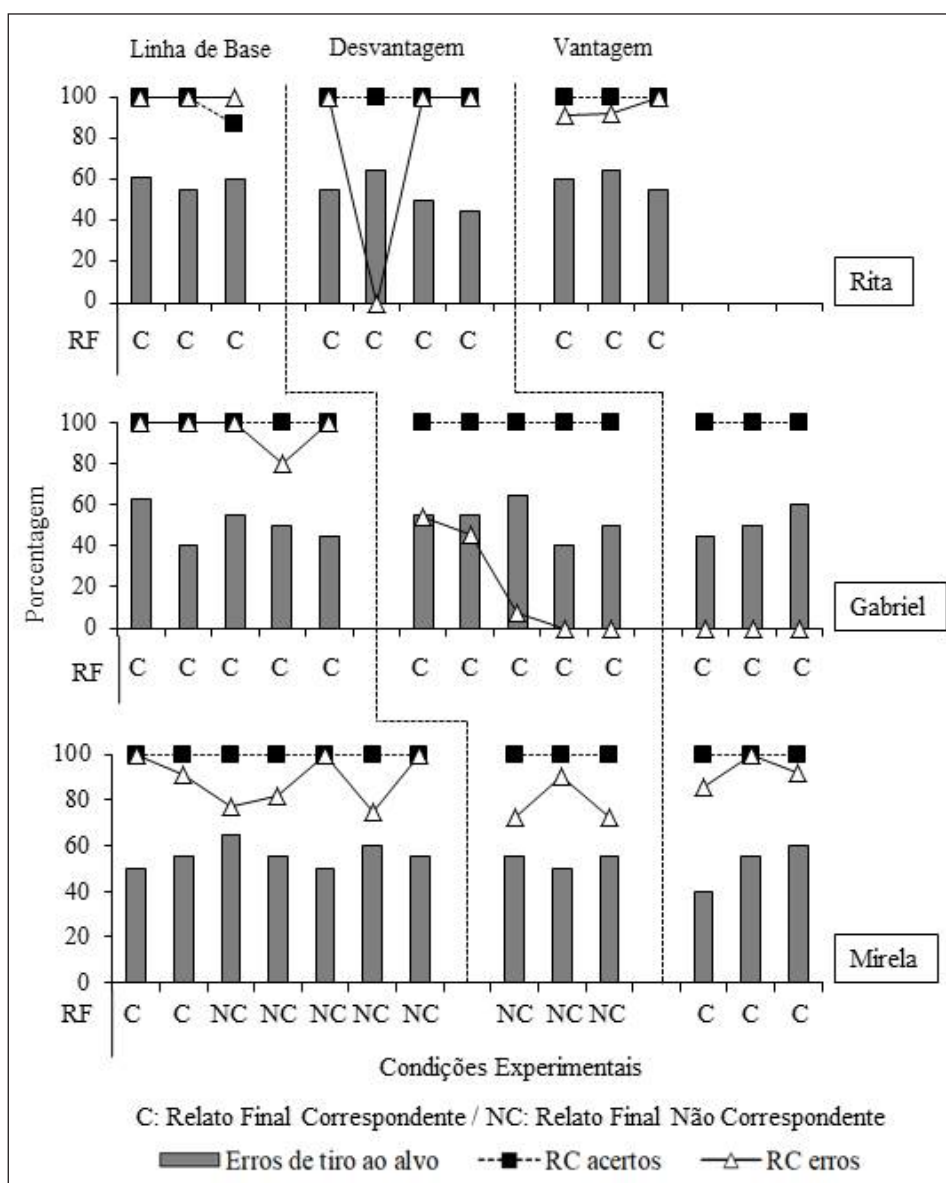 Linha de Base Desvantagem Vantagem
100
80
60
40
20
0
Rita
RF C C C C C C C C C C
100
80
60
40
20
0
Gabriel
RF C C C C C C C C C C C C C
Porcentagem
100
80
60
40
20
0
Mirela
RF C C NC NC NC NC NC NC NC NC C C C
Condições Experimentais
C: Relato Final Correspondente / NC: Relato Final Não Correspondente
Erros de tiro ao alvo RC acertos RC erros